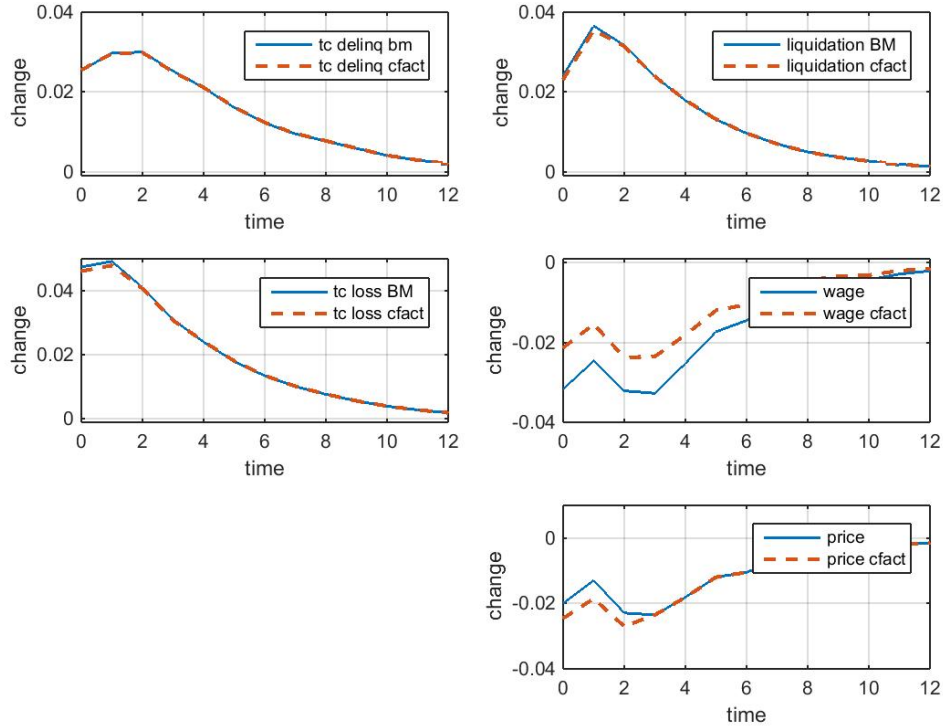 0.04
0.02
0
change
tc delinq bm
tc delinq cfact
0 2 4 6 8 10 12
time
0.04
0.02
0
change
liquidation BM
liquidation cfact
0 2 4 6 8 10 12
time
0.04
0.02
0
change
tc loss BM
tc loss cfact
0 2 4 6 8 10 12
time
0
-0.02
-0.04
change
wage
wage cfact
0 2 4 6 8 10 12
time
0
-0.02
-0.04
change
price
price cfact
0 2 4 6 8 10 12
time